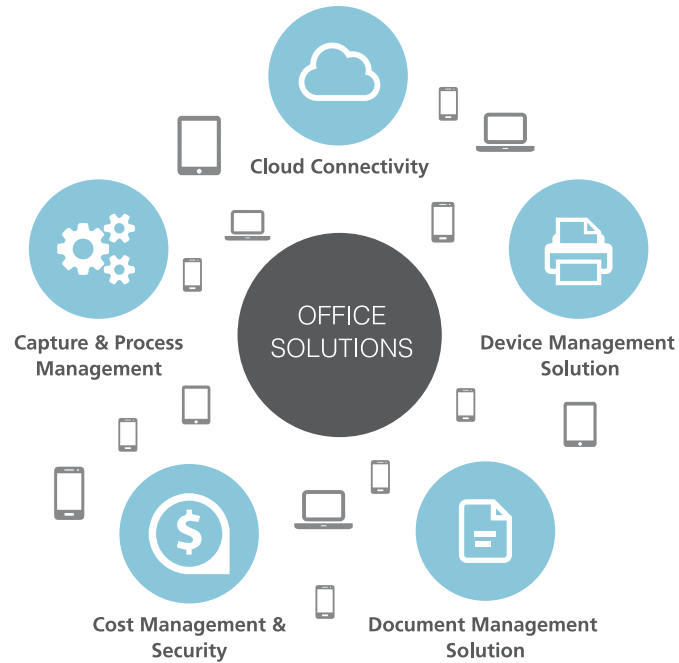 Cloud Connectivity
OFFICE
SOLUTIONS
Capture & Process
Management
Device Management
Solution
$
Cost Management &
Security
Document Management
Solution